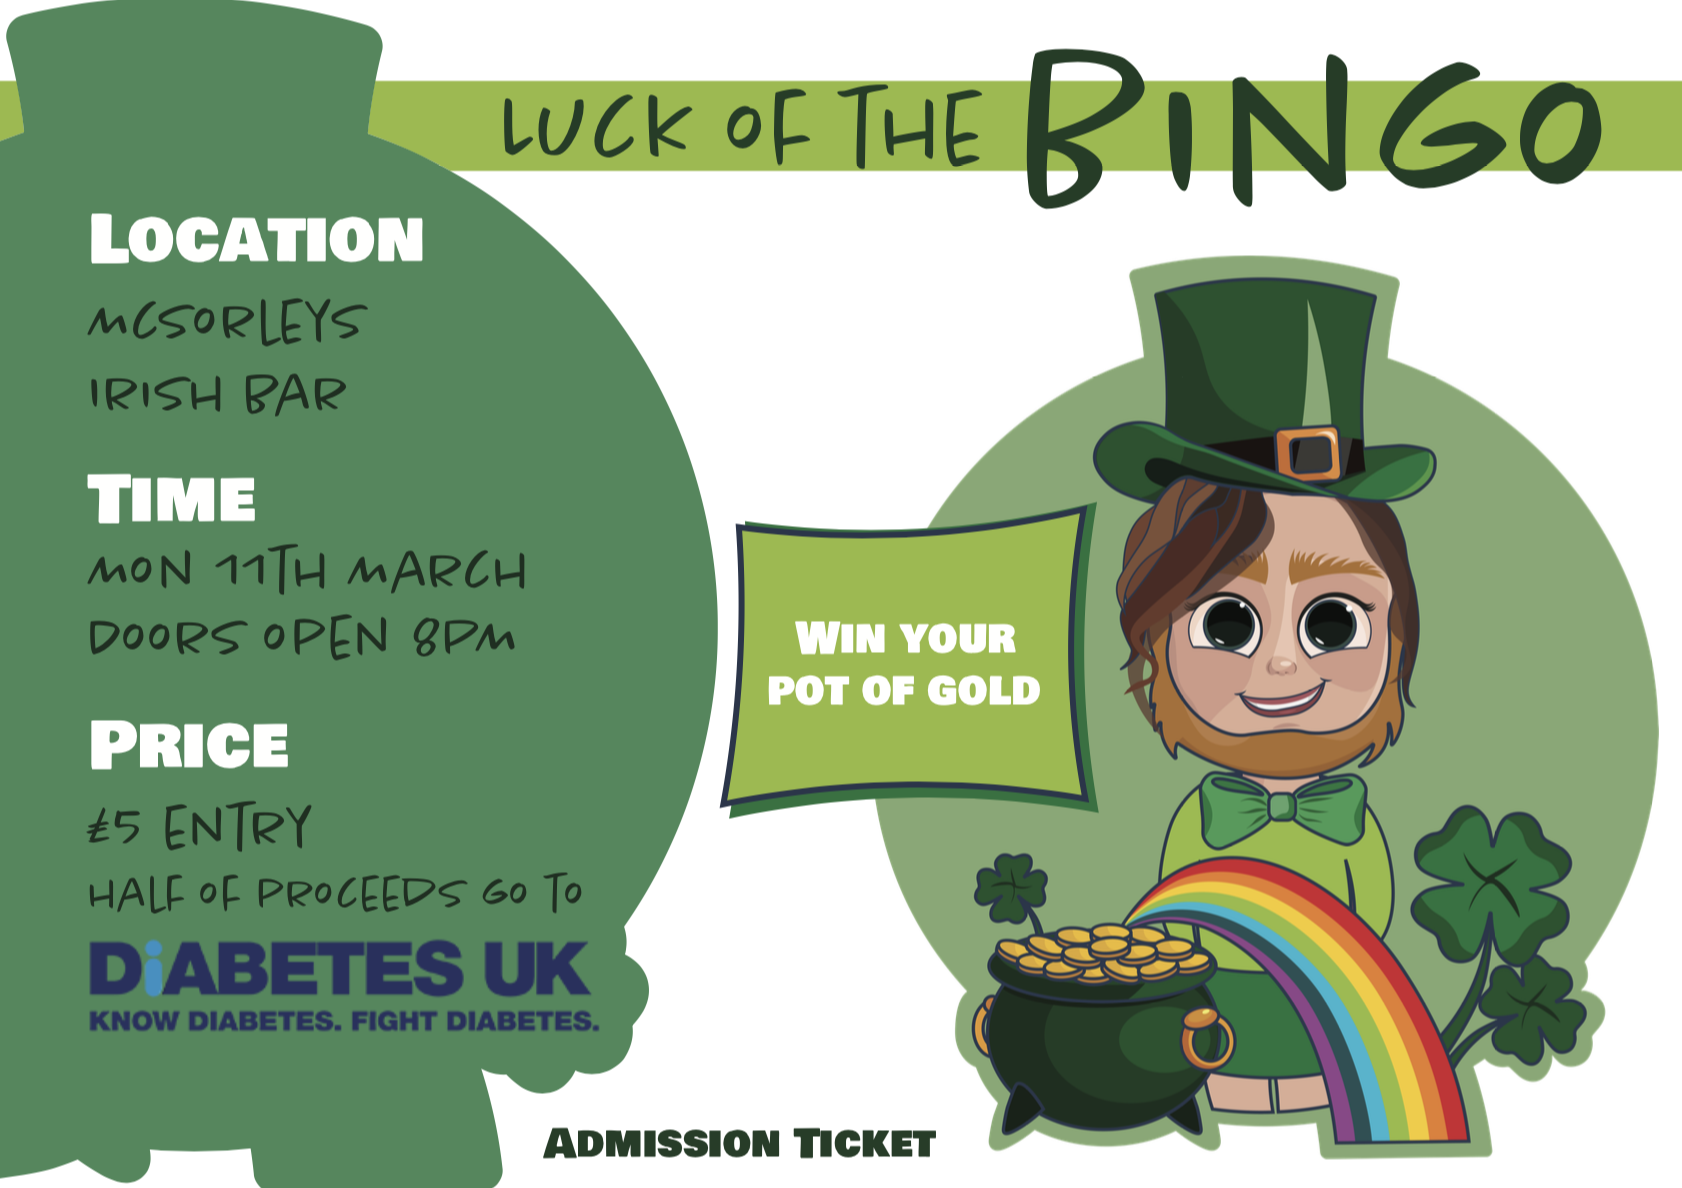 LUCK OF THE BINGO
LOCATION
MCSORLEYS
IRISH BAR
TIME
MON 11TH MARCH
DOORS OPEN 8PM
PRICE
£5 ENTRY
HALF OF PROCEEDS GO TO
DiABETES UK
KNOW DIABETES. FIGHT DIABETES.
WIN YOUR
POT OF GOLD
ADMISSION TICKET